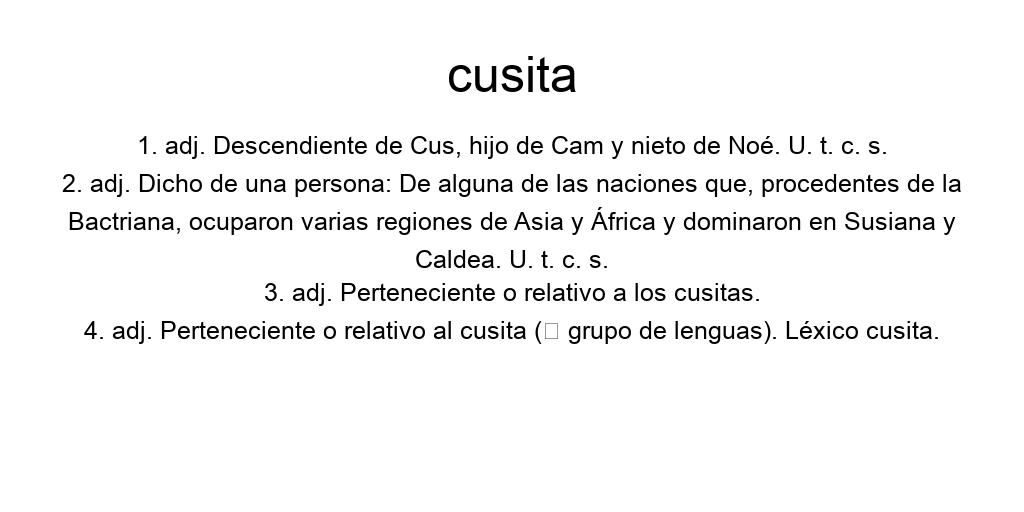 cusita
1. adj. Descendiente de Cus, hijo de Cam y nieto de Noé. U. t. c. s.
2. adj. Dicho de una persona: De alguna de las naciones que, procedentes de la
Bactriana, ocuparon varias regiones de Asia y África y dominaron en Susiana y
Caldea. U. t. c. s.
3. adj. Perteneciente o relativo a los cusitas.
4. adj. Perteneciente o relativo al cusita (▯ grupo de lenguas). Léxico cusita.